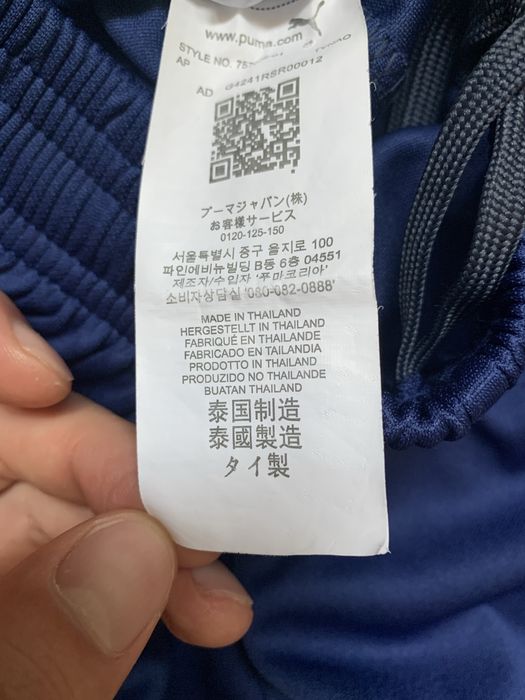 www.puma.com
STYLE NO.
AP
AD G4241RSR00012
プーマジャパン(株)
お客様サービス
0120-125-150
서울특별시 중구 을지로 100
파인에비뉴빌딩 B동 6층 04551
제조자/수입자 '푸마코리아'
소비자상담실 '080-682-0888'
MADE IN THAILAND
HERGESTELLT IN THAILAND
FABRIQUÉ EN THAILANDE
FABRICADO EN TAILANDIA
PRODOTTO IN THAILAND
PRODUZIDO NO THAILANDE
BUATAN THAILAND
泰国制造
泰國製造
タイ製